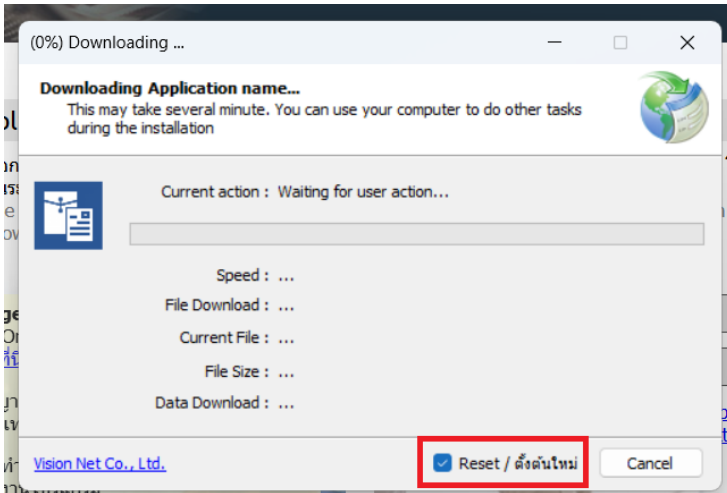 (0%) Downloading ...
Downloading Application name...
This may take several minute. You can use your computer to do other tasks
during the installation
Current action : Waiting for user action...
Speed : ...
File Download : ...
Current File : ...
File Size : ...
Data Download : ...
Vision Net Co., Ltd.
Reset / ตั้งต้นใหม่
Cancel